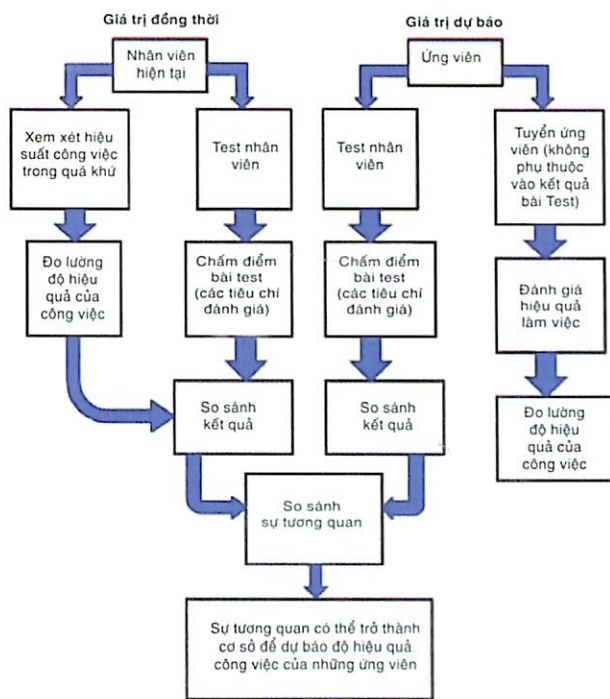 Giá trị đồng thời
Giá trị dự báo
Nhân viên
hiện tại
Ứng viên
Xem xét hiệu
suất công việc
trong quá khứ
Test nhân
viên
Test nhân
viên
Tuyển ứng
viên (không
phụ thuộc
vào kết quả
bài Test)
Đo lường
độ hiệu
quả của
công việc
Chấm điểm
bài test
(các tiêu chí
đánh giá)
Chấm điểm
bài test
(các tiêu chí
đánh giá)
Đánh giá
hiệu quả
làm việc
So sánh
kết quả
So sánh
kết quả
Đo lường
độ hiệu
quả của
công việc
So sánh
sự tương quan
Sự tương quan có thể trở thành
cơ sở để dự báo độ hiệu quả
công việc của những ứng viên